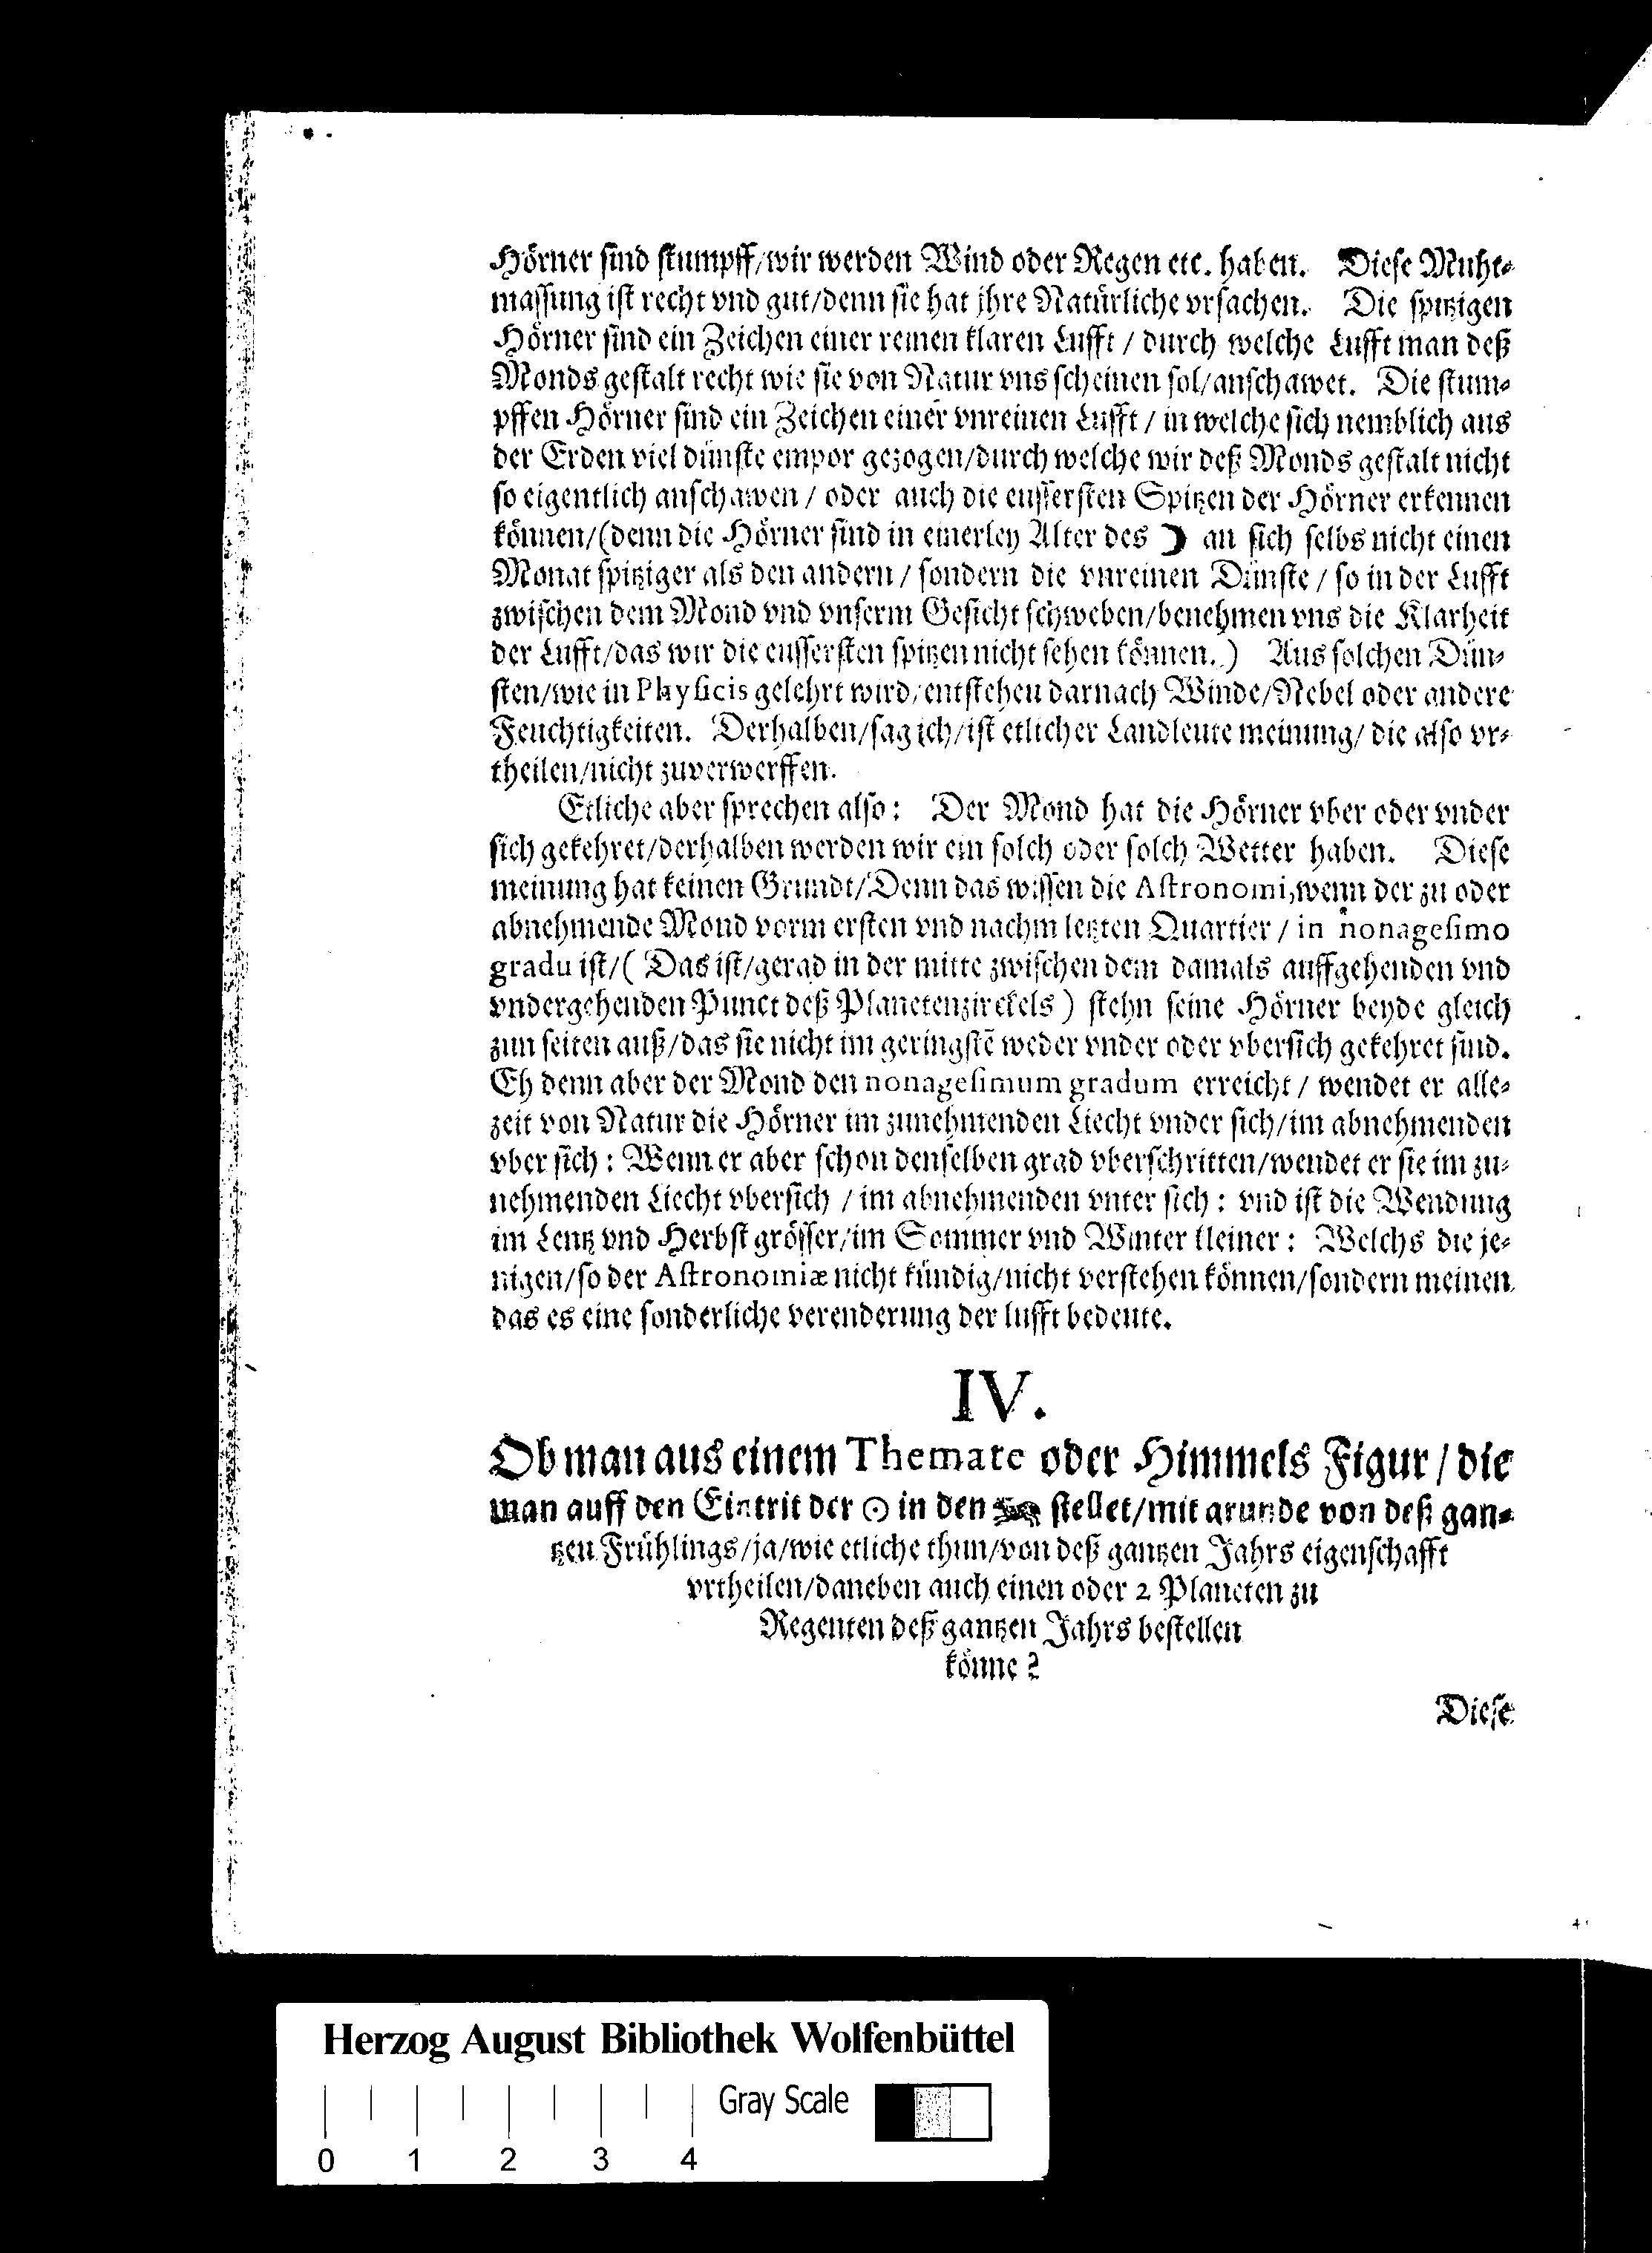 Hörner sind stumpff/wir werden Wind oder Regen etc. haben. Diese Muht⸗
massung ist recht vnd gut/denn sie hat jhre Natürliche vrsachen. Die spitzigen
Hörner sind ein Zeichen einer reinen klaren Lufft / durch welche Lufft man deß
Monds gestalt recht wie sie von Natur vns scheinen sol/anschawet. Die stum⸗
pffen Hörner sind ein Zeichen einer vnreinen Lufft / in welche sich nemblich aus
der Erden viel dünste empor gezogen/durch welche wir deß Monds gestalt nicht
so eigentlich anschawen / oder auch die eussersten Spitzen der Hörner erkennen
können/(denn die Hörner sind in einerley Alter des ☽ an sich selbs nicht einen
Monat spitziger als den andern / sondern die vnreinen Dünste / so in der Lufft
zwischen dem Mond vnd vnserm Gesicht schweben/benehmen vns die Klarheit
der Lufft/das wir die eussersten spitzen nicht sehen können.) Aus solchen Dün⸗
sten/wie in Physicis gelehrt wird/entstehen darnach Winde/Nebel oder andere
Feuchtigkeiten. Derhalben/sag ich/ist etlicher Landleute meinung/ die also vr⸗
theilen/nicht zuverwerffen.
Etliche aber sprechen also: Der Mond hat die Hörner vber oder vnder
sich gekehret/derhalben werden wir ein solch oder solch Wetter haben. Diese
meinung hat keinen Grundt/Denn das wissen die Astronomi,wenn der zu oder
abnehmende Mond vorm ersten vnd nachm letzten Quartier / in nonagesimo
gradu ist/( Das ist/gerad in der mitte zwischen dem damals auffgehenden vnd
vndergehenden Punct deß Planetenzirckels) stehn seine Hörner beyde gleich
zun seiten auß/das sie nicht im geringstē weder vnder oder vbersich gekehret sind.
Eh denn aber der Mond den nonagesimum gradum erreicht / wendet er alle⸗
zeit von Natur die Hörner im zunehmenden Liecht vnder sich/im abnehmenden
vber sich: Wenn er aber schon denselben grad vberschritten/wendet er sie im zu⸗
nehmenden Liecht vbersich / im abnehmenden vnter sich: vnd ist die Wendung
im Lentz vnd Herbst grösser/im Sommer vnd Winter kleiner: Welchs die je⸗
nigen/so der Astronomiæ nicht kündig/nicht verstehen können/sondern meinen
das es eine sonderliche verenderung der lufft bedeute.
IV.
Ob man aus einem Themate oder Himmels Figur / die
man auff den Eintrit der ☉ in den stellet/mit grunde von deß gan⸗
tzen Frühlings/ja/wie etliche thun/von deß gantzen Jahrs eigenschafft
vrtheilen/daneben auch einen oder 2 Planeten zu
Regenten deß gantzen Jahrs bestellen
könne?
Diese
Herzog August Bibliothek Wolfenbüttel
Gray Scale
0 1 2 3 4